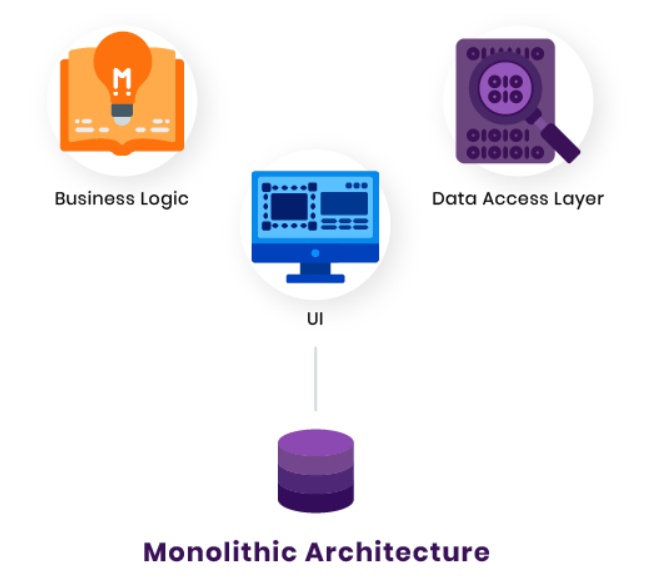 Business Logic
Data Access Layer
UI
Monolithic Architecture